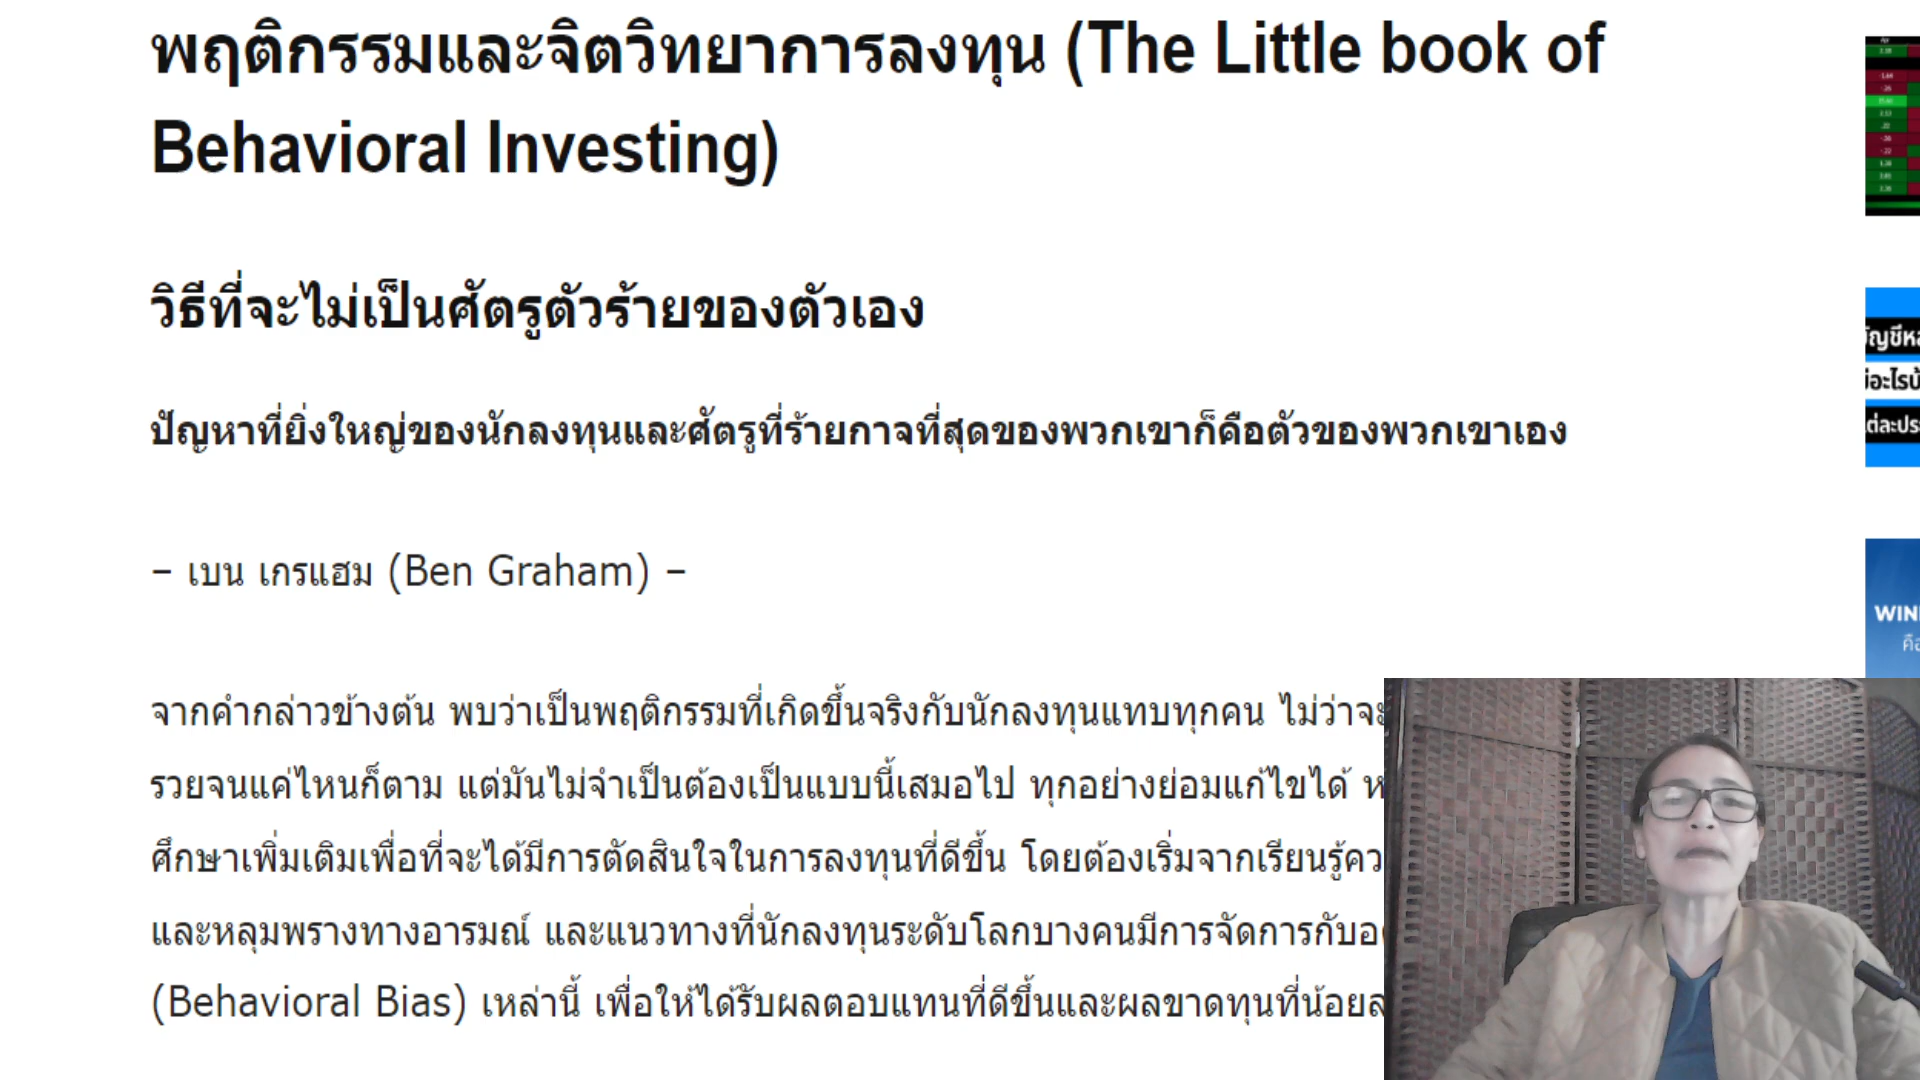 พฤติกรรมและจิตวิทยาการลงทุน (The Little book of
Behavioral Investing)
วิธีที่จะไม่เป็นศัตรูตัวร้ายของตัวเอง
ปัญหาที่ยิ่งใหญ่ของนักลงทุนและศัตรูที่ร้ายกาจที่สุดของพวกเขาก็คือตัวของพวกเขาเอง
– เบน เกรแฮม (Ben Graham) –
จากคำกล่าวข้างต้น พบว่าเป็นพฤติกรรมที่เกิดขึ้นจริงกับนักลงทุนแทบทุกคน ไม่ว่าจะ
รวยจนแค่ไหนก็ตาม แต่มันไม่จำเป็นต้องเป็นแบบนี้เสมอไป ทุกอย่างย่อมแก้ไขได้
ศึกษาเพิ่มเติมเพื่อที่จะได้มีการตัดสินใจในการลงทุนที่ดีขึ้น โดยต้องเริ่มจากเรียนรู้
และหลุมพรางทางอารมณ์ และแนวทางที่นักลงทุนระดับโลกบางคนมีการจัดการกับ
(Behavioral Bias) เหล่านี้ เพื่อให้ได้รับผลตอบแทนที่ดีขึ้นและผลขาดทุนที่น้อย